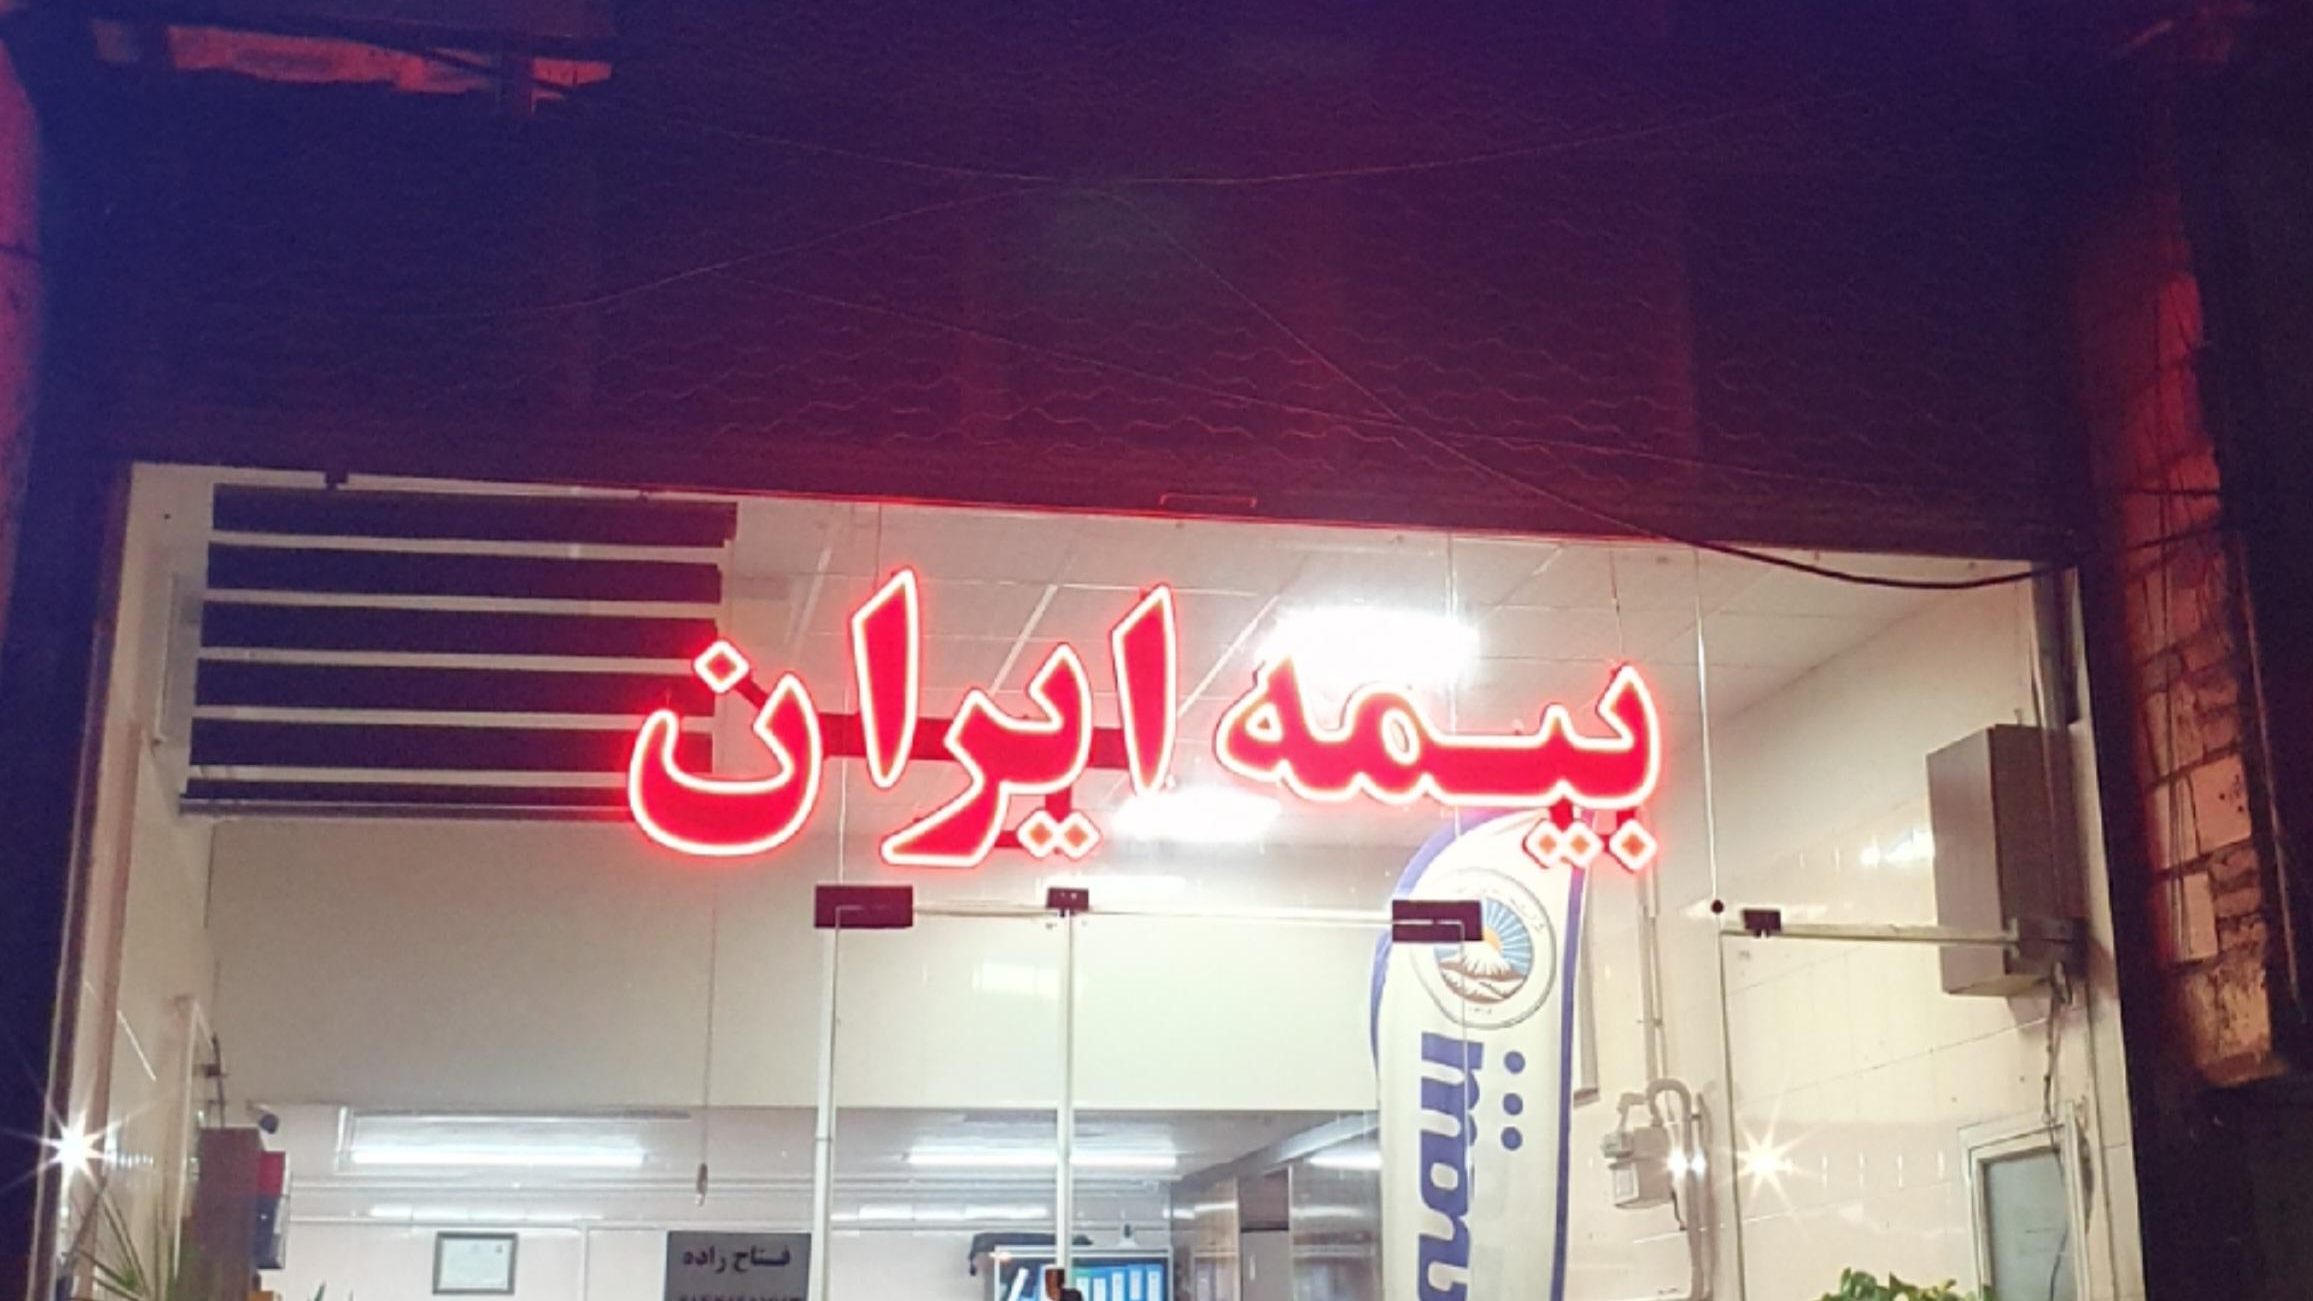 بیمه ایران
فتاح زاده